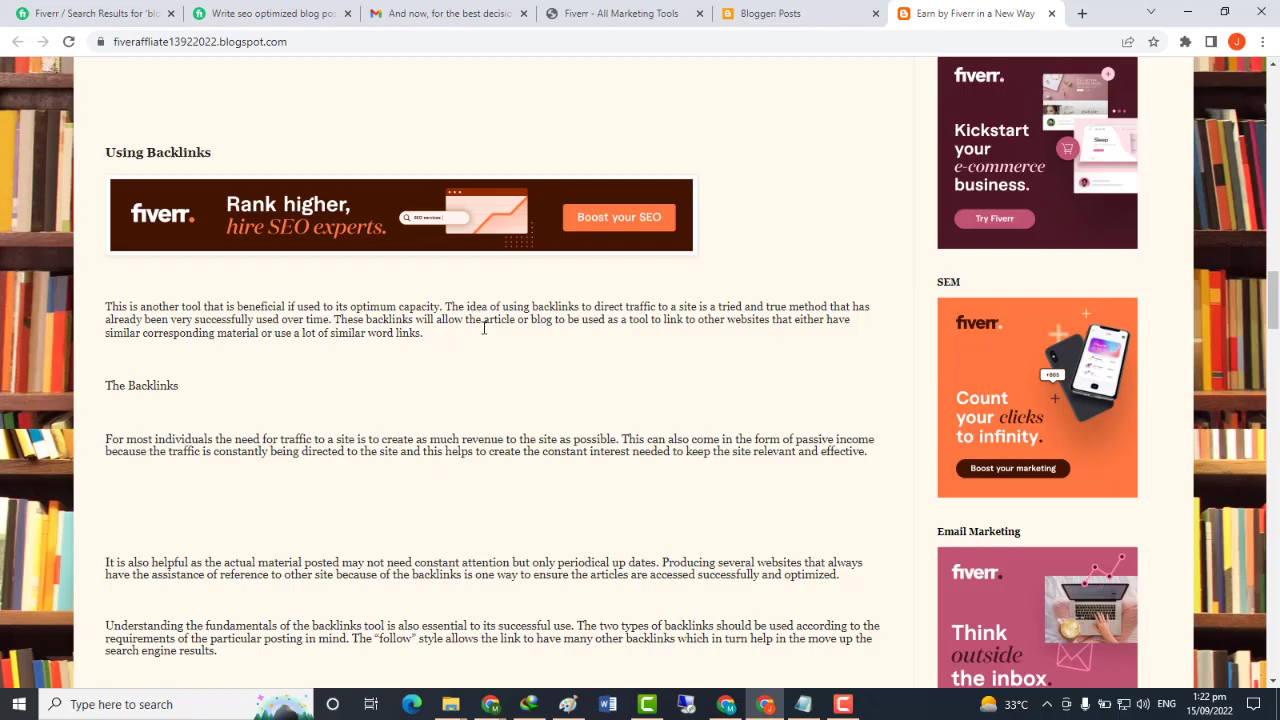 Fiverr / Search Results for 'blo
What seo optimized blog pos
And now, for the best decisic
Fiverr - All Marketing Tools
Blogger: Posts
Earn by Fiverr in New Way
fiveraffliate13922022.blogspot.com
J
Using Backlinks
fiverr.
Rank higher,
hire SEO experts.
SEO services |
Boost your SEO
This is another tool that is beneficial if used to its optimum capacity. The idea of using backlinks to direct traffic to a site is a tried and true method that has
already been very successfully used over time. These backlinks will allow the article or blog to be used as a tool to link to other websites that either have
similar corresponding material or use a lot of similar word links.
The Backlinks
For most individuals the need for traffic to a site is to create as much revenue to the site as possible. This can also come in the form of passive income
because the traffic is constantly being directed to the site and this helps to create the constant interest needed to keep the site relevant and effective.
It is also helpful as the actual material posted may not need constant attention but only periodical up dates. Producing several websites that always
have the assistance of reference to other site because of the backlinks is one way to ensure the articles are accessed successfully and optimized.
Understanding the fundamentals of the backlinks tool is also essential to its successful use. The two types of backlinks should be used according to the
requirements of the particular posting in mind. The “follow” style allows the link to have many other backlinks which in turn help in the move up the
search engine results.
fiverr.
Kickstart
your
e-commerce
business.
Try Fiverr
Sleep
SEM
fiverr.
Count
your clicks
to infinity.
Boost your marketing
Email Marketing
fiverr.
Think
outside
the inbox.
Type here to search
33°C
ENG
1:22 pm
15/09/2022